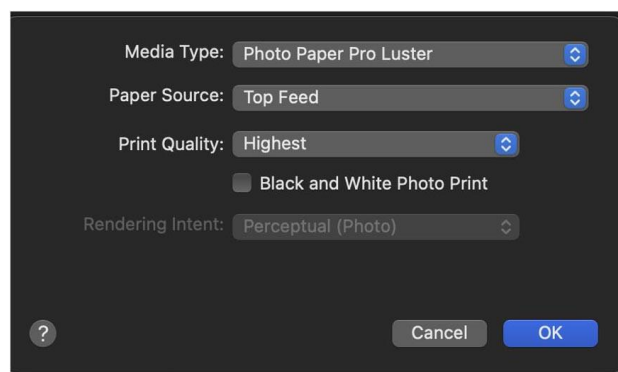 Media Type: Photo Paper Pro Luster
Paper Source: Top Feed
Print Quality: Highest
Black and White Photo Print
Rendering Intent: Perceptual (Photo)
? Cancel OK